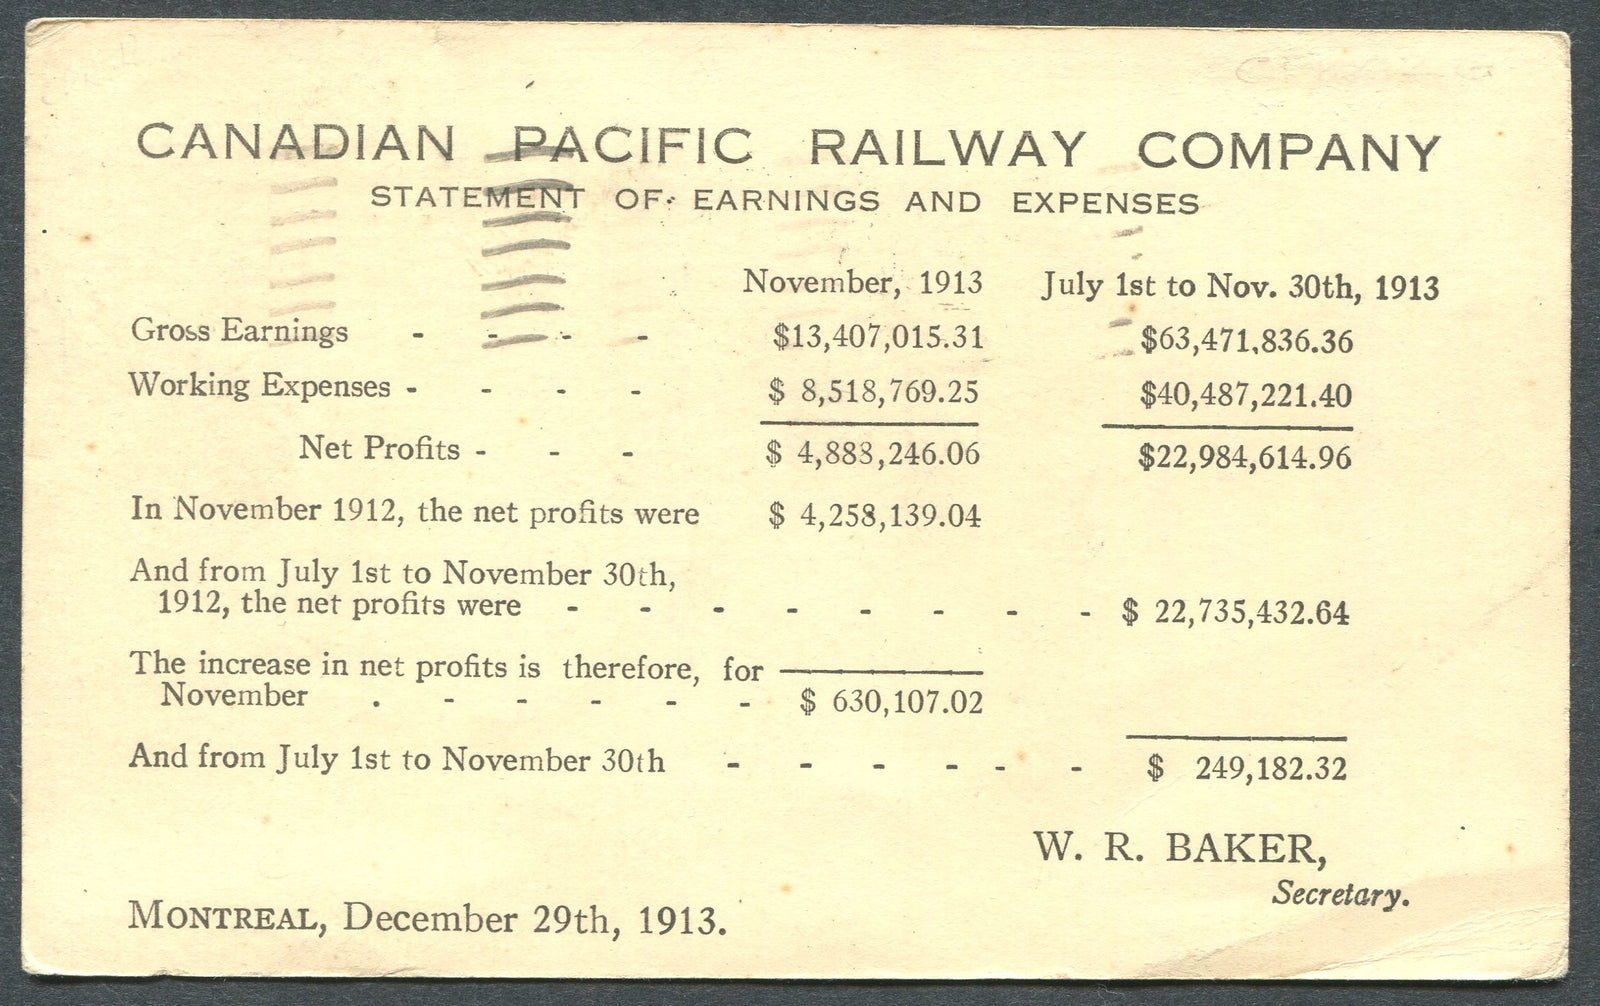 CANADIAN PACIFIC RAILWAY COMPANY
STATEMENT OF EARNINGS AND EXPENSES
November, 1913 July 1st to Nov. 30th, 1913
Gross Earnings - - - - $13,407,015.31 $63,471,836.36
Working Expenses - - - - $ 8,518,769.25 $40,487,221.40
Net Profits - - - $ 4,888,246.06 $22,984,614.96
In November 1912, the net profits were $ 4,258,139.04
And from July 1st to November 30th,
1912, the net profits were - - - - - - - - $ 22,735,432.64
The increase in net profits is therefore, for
November . - - - - - $ 630,107.02
And from July 1st to November 30th - - - - - - $ 249,182.32
W. R. BAKER,
Secretary.
MONTREAL, December 29th, 1913.